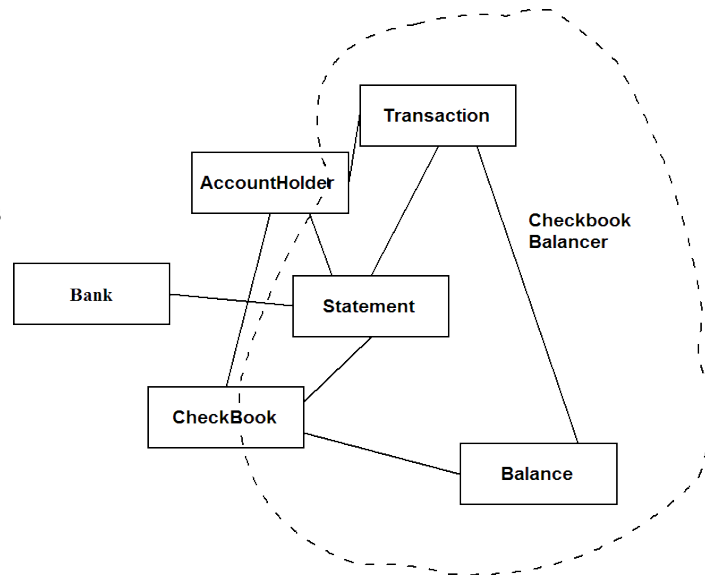 Transaction
AccountHolder
Checkbook
Balancer
Bank
Statement
CheckBook
Balance